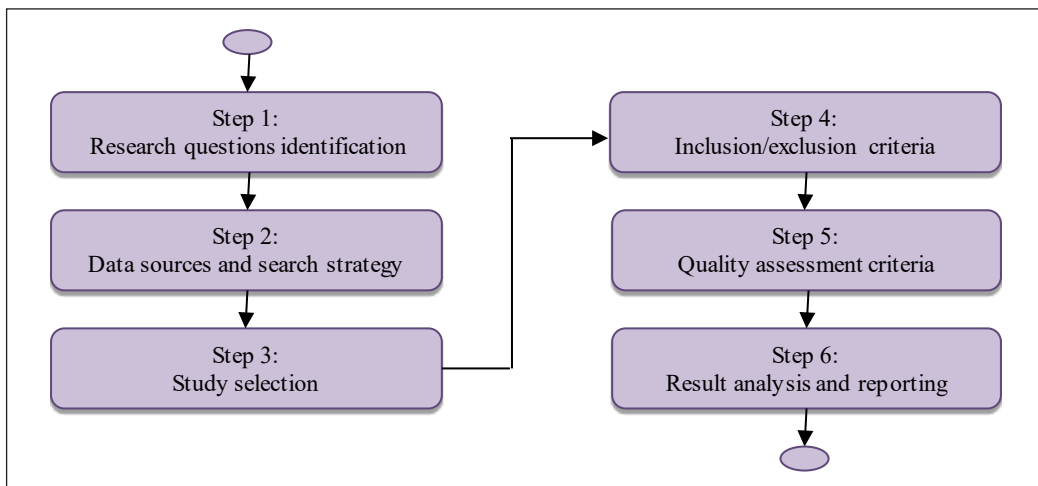 Step 1:
Research questions identification
Step 2:
Data sources and search strategy
Step 3:
Study selection
Step 4:
Inclusion/exclusion criteria
Step 5:
Quality assessment criteria
Step 6:
Result analysis and reporting